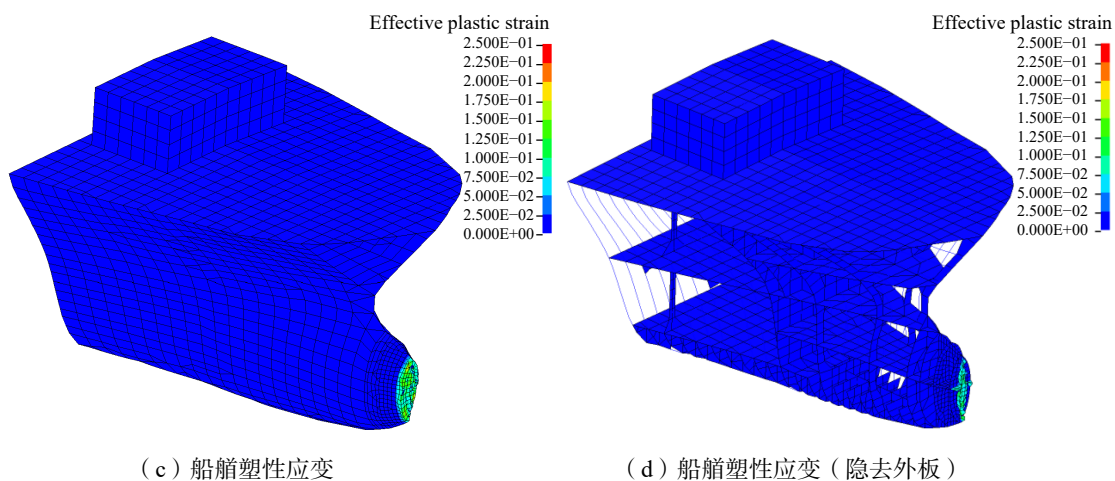 Effective plastic strain
2.500E−01
2.250E−01
2.000E−01
1.750E−01
1.500E−01
1.250E−01
1.000E−01
7.500E−02
5.000E−02
2.500E−02
0.000E+00
Effective plastic strain
2.500E−01
2.250E−01
2.000E−01
1.750E−01
1.500E−01
1.250E−01
1.000E−01
7.500E−02
5.000E−02
2.500E−02
0.000E+00
（c）船艏塑性应变
（d）船艏塑性应变（隐去外板）